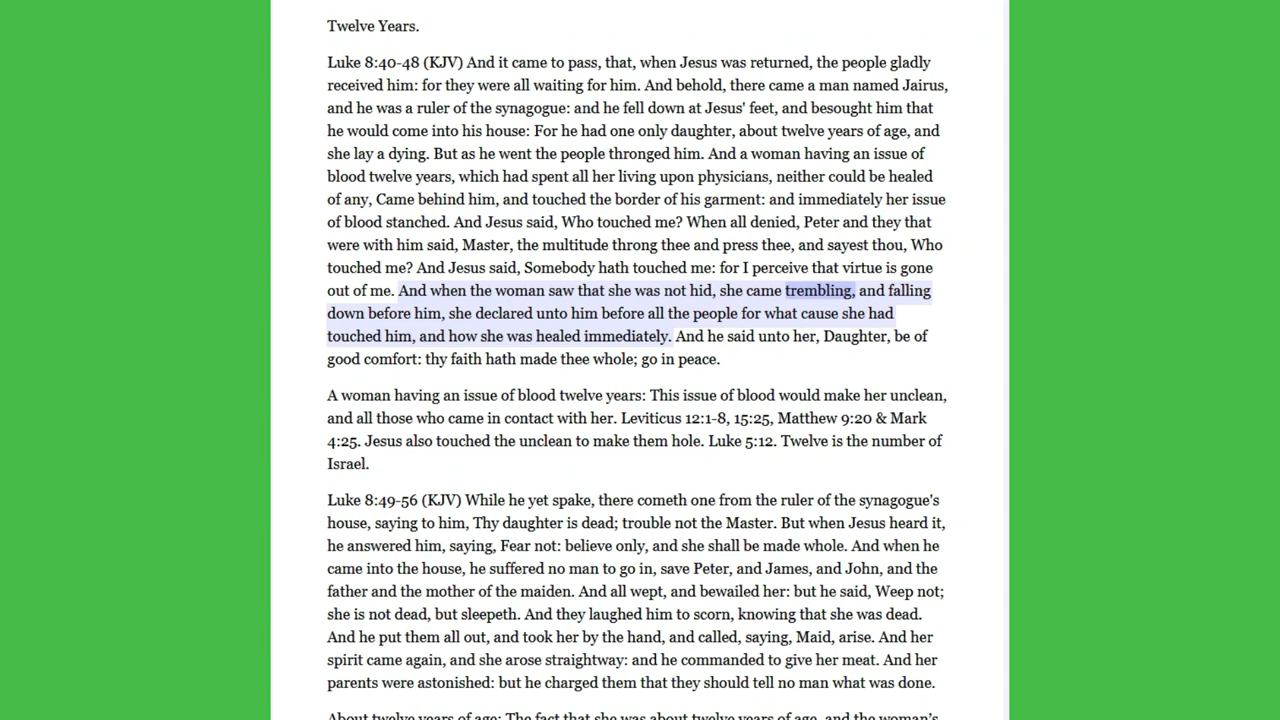 Twelve Years.
Luke 8:40-48 (KJV) And it came to pass, that, when Jesus was returned, the people gladly
received him: for they were all waiting for him. And behold, there came a man named Jairus,
and he was a ruler of the synagogue: and he fell down at Jesus' feet, and besought him that
he would come into his house: For he had one only daughter, about twelve years of age, and
she lay a dying. But as he went the people thronged him. And a woman having an issue of
blood twelve years, which had spent all her living upon physicians, neither could be healed
of any, Came behind him, and touched the border of his garment: and immediately her issue
of blood stanched. And Jesus said, Who touched me? When all denied, Peter and they that
were with him said, Master, the multitude throng thee and press thee, and sayest thou, Who
touched me? And Jesus said, Somebody hath touched me: for I perceive that virtue is gone
out of me. And when the woman saw that she was not hid, she came trembling, and falling
down before him, she declared unto him before all the people for what cause she had
touched him, and how she was healed immediately. And he said unto her, Daughter, be of
good comfort: thy faith hath made thee whole; go in peace.
A woman having an issue of blood twelve years: This issue of blood would make her unclean,
and all those who came in contact with her. Leviticus 12:1-8, 15:25, Matthew 9:20 & Mark
4:25. Jesus also touched the unclean to make them hole. Luke 5:12. Twelve is the number of
Israel.
Luke 8:49-56 (KJV) While he yet spake, there cometh one from the ruler of the synagogue's
house, saying to him, Thy daughter is dead; trouble not the Master. But when Jesus heard it,
he answered him, saying, Fear not: believe only, and she shall be made whole. And when he
came into the house, he suffered no man to go in, save Peter, and James, and John, and the
father and the mother of the maiden. And all wept, and bewailed her: but he said, Weep not;
she is not dead, but sleepeth. And they laughed him to scorn, knowing that she was dead.
And he put them all out, and took her by the hand, and called, saying, Maid, arise. And her
spirit came again, and she arose straightway: and he commanded to give her meat. And her
parents were astonished: but he charged them that they should tell no man what was done.
About twelve years of age: The fact that she was about twelve years of age, and the woman's